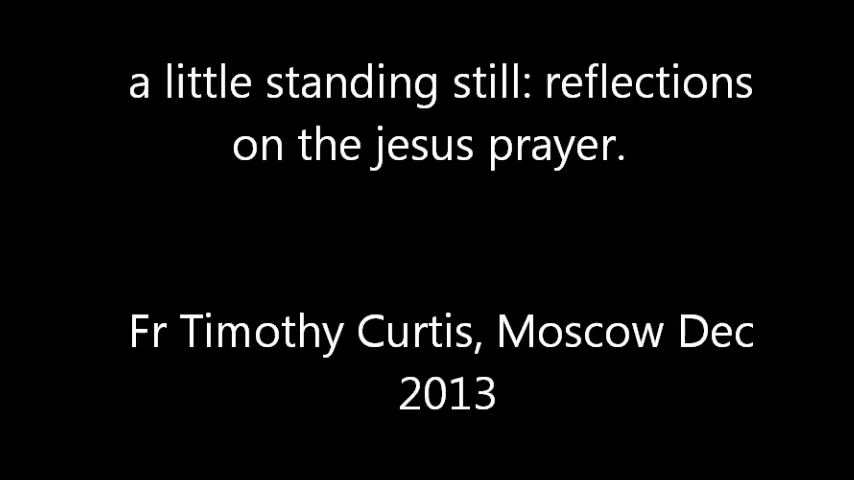 a little standing still: reflections
on the jesus prayer.
Fr Timothy Curtis, Moscow Dec
2013